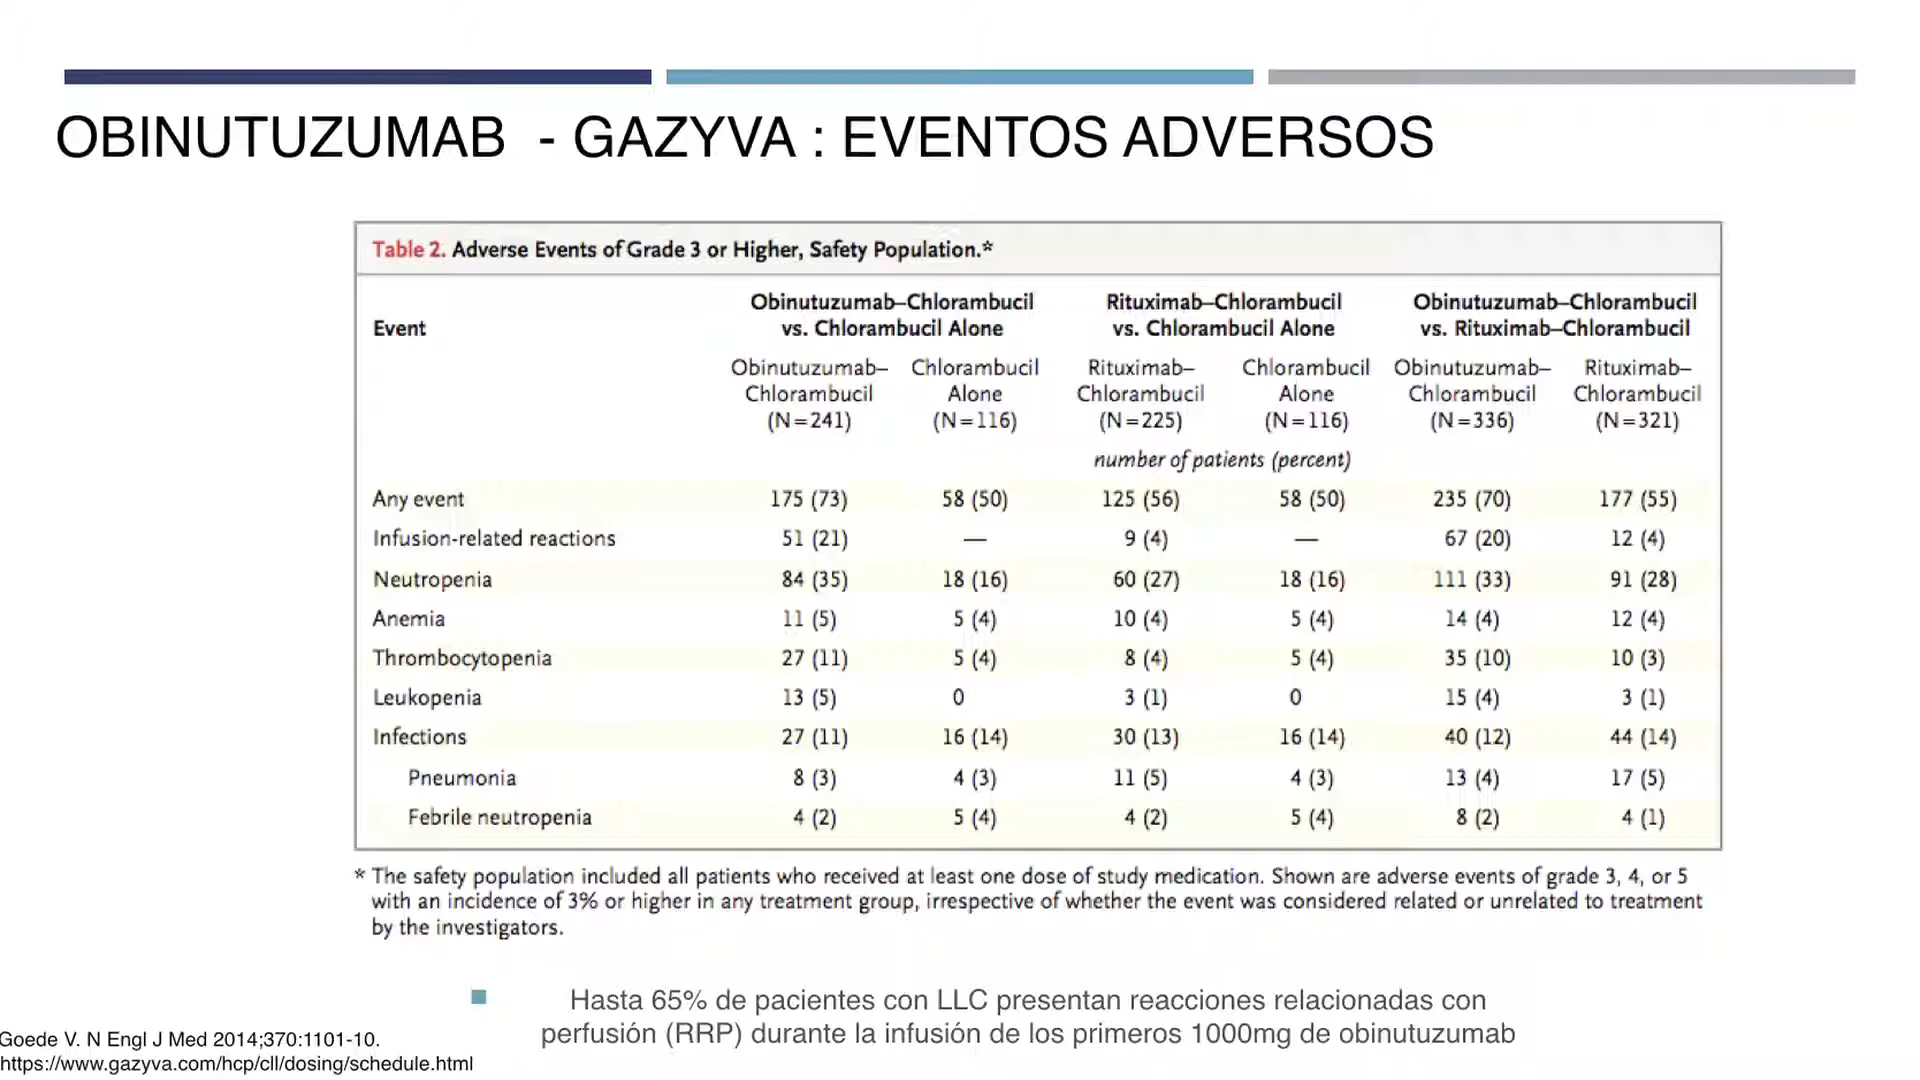 OBINUTUZUMAB - GAZYVA : EVENTOS ADVERSOS
Table 2. Adverse Events of Grade 3 or Higher, Safety Population.*
Event Obinutuzumab–Chlorambucil vs. Chlorambucil Alone Rituximab–Chlorambucil vs. Chlorambucil Alone Obinutuzumab–Chlorambucil vs. Rituximab–Chlorambucil
Obinutuzumab–Chlorambucil (N=241) Chlorambucil Alone (N=116) Rituximab–Chlorambucil (N=225) Chlorambucil Alone (N=116) Obinutuzumab–Chlorambucil (N=336) Rituximab–Chlorambucil (N=321)
number of patients (percent)
Any event 175 (73) 58 (50) 125 (56) 58 (50) 235 (70) 177 (55)
Infusion-related reactions 51 (21) — 9 (4) — 67 (20) 12 (4)
Neutropenia 84 (35) 18 (16) 60 (27) 18 (16) 111 (33) 91 (28)
Anemia 11 (5) 5 (4) 10 (4) 5 (4) 14 (4) 12 (4)
Thrombocytopenia 27 (11) 5 (4) 8 (4) 5 (4) 35 (10) 10 (3)
Leukopenia 13 (5) 0 3 (1) 0 15 (4) 3 (1)
Infections 27 (11) 16 (14) 30 (13) 16 (14) 40 (12) 44 (14)
Pneumonia 8 (3) 4 (3) 11 (5) 4 (3) 13 (4) 17 (5)
Febrile neutropenia 4 (2) 5 (4) 4 (2) 5 (4) 8 (2) 4 (1)
* The safety population included all patients who received at least one dose of study medication. Shown are adverse events of grade 3, 4, or 5
with an incidence of 3% or higher in any treatment group, irrespective of whether the event was considered related or unrelated to treatment
by the investigators.
Hasta 65% de pacientes con LLC presentan reacciones relacionadas con
perfusión (RRP) durante la infusión de los primeros 1000mg de obinutuzumab
Goede V. N Engl J Med 2014;370:1101-10.
https://www.gazyva.com/hcp/cll/dosing/schedule.html